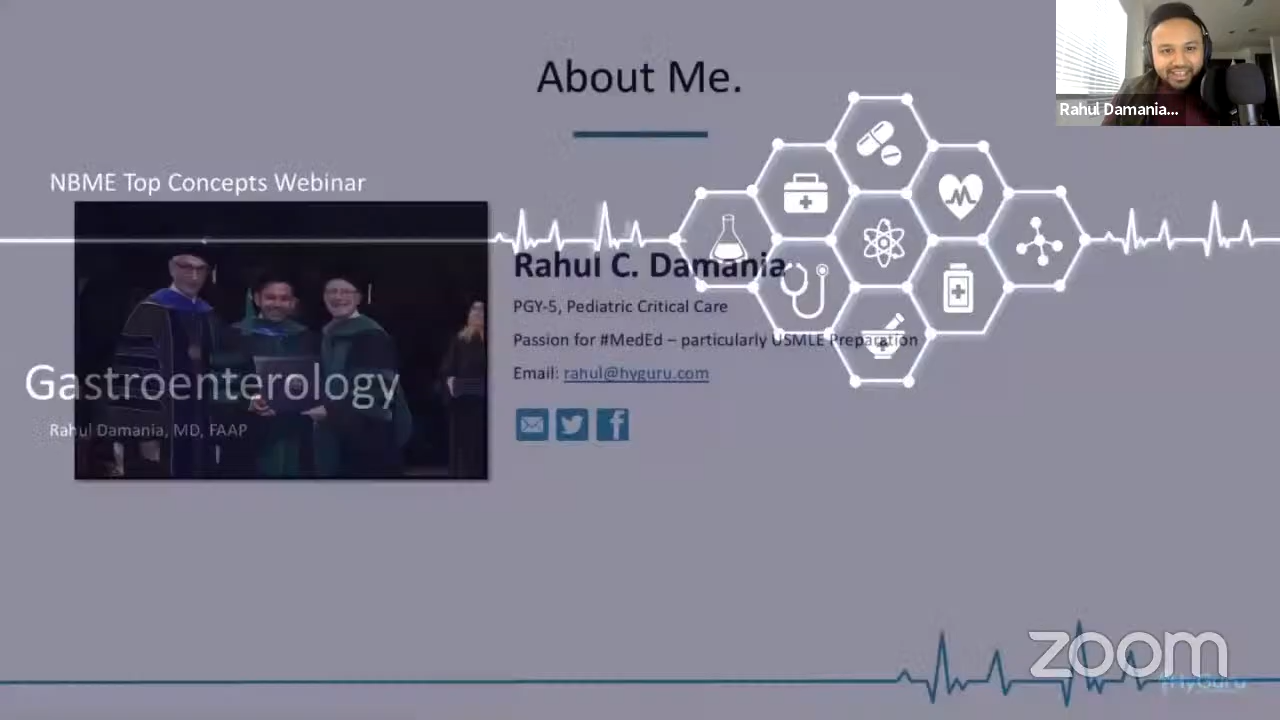 About Me.
Rahul Damania...
NBME Top Concepts Webinar
Rahul C. Damania
PGY-5, Pediatric Critical Care
Passion for #MedEd – particularly USMLE Preparation
Email: rahul@hyguru.com
Gastroenterology
Rahul Damania, MD, FAAP
zoom
HyGuru